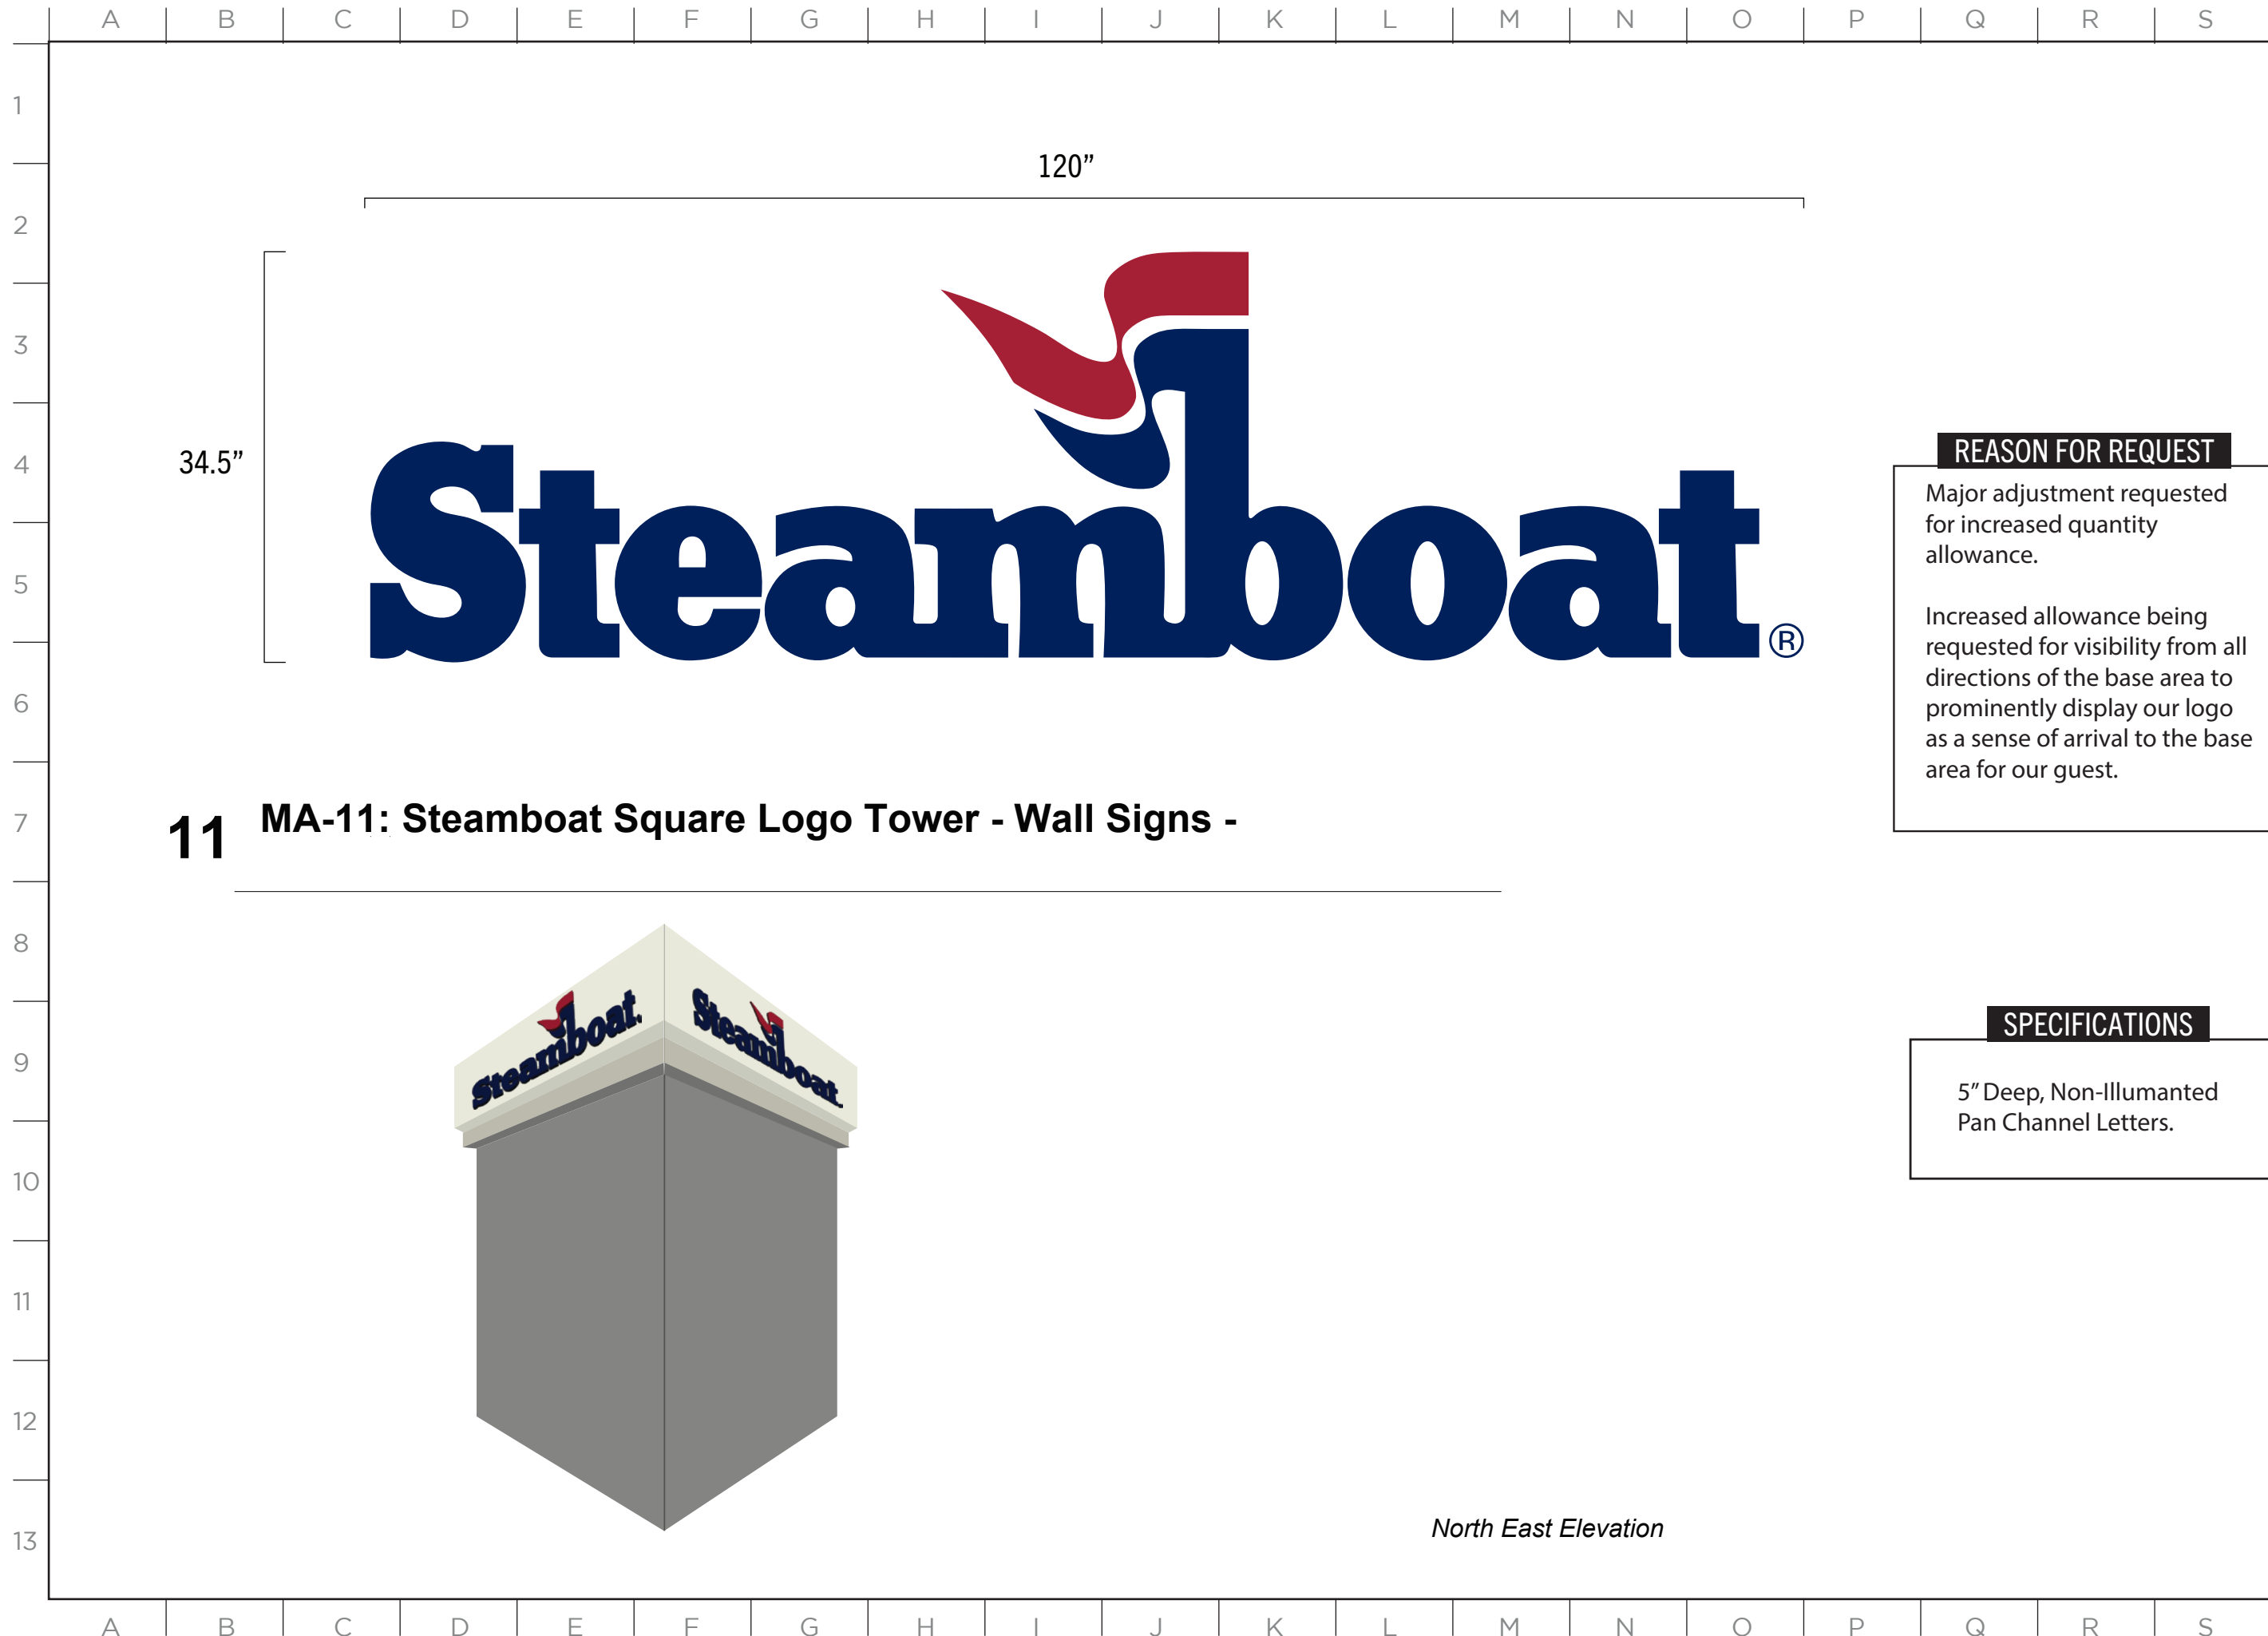 A B C D E F G H I J K L M N O P Q R S
1
120”
2
3
34.5”
4
5
6
7
8
9
10
11
12
13
Steamboat®
REASON FOR REQUEST
Major adjustment requested
for increased quantity
allowance.
Increased allowance being
requested for visibility from all
directions of the base area to
prominently display our logo
as a sense of arrival to the base
area for our guest.
11 MA-11: Steamboat Square Logo Tower - Wall Signs -
Steamboat
Steamboat
SPECIFICATIONS
5” Deep, Non-Illumanted
Pan Channel Letters.
North East Elevation
A B C D E F G H I J K L M N O P Q R S